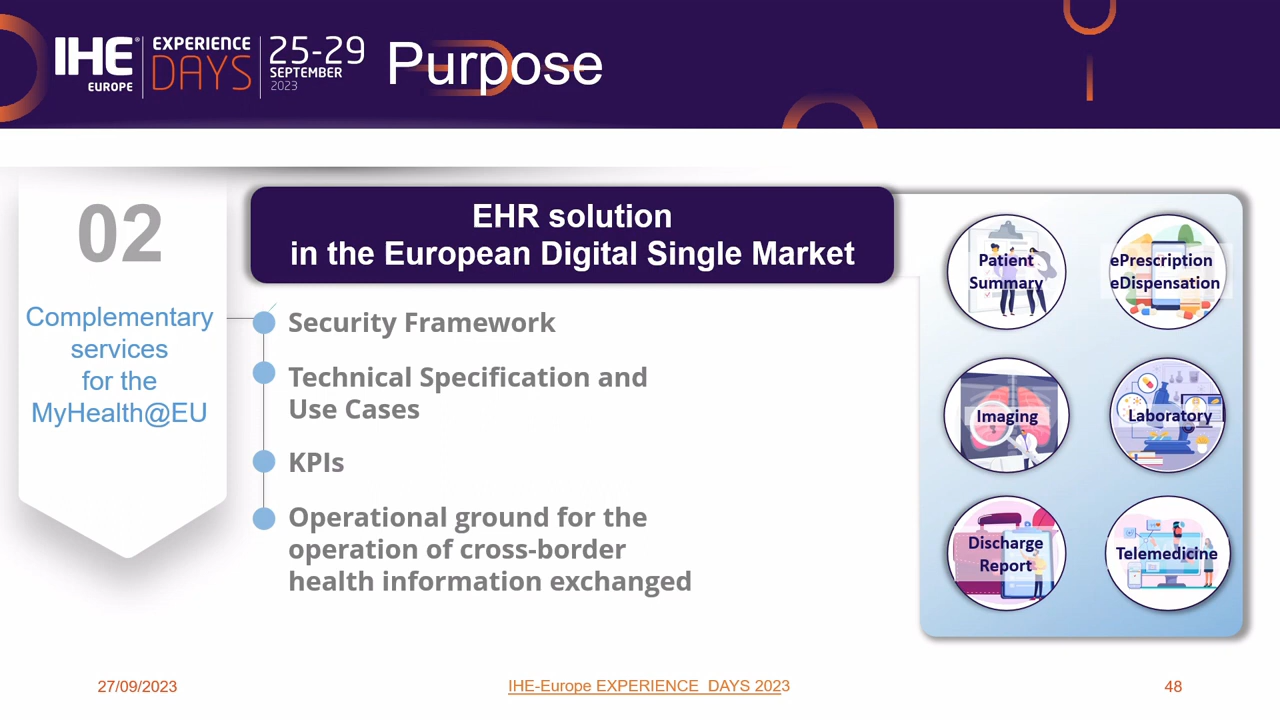 IHE
EUROPE
EXPERIENCE
DAYS
25-29
SEPTEMBER
2023
Purpose
02
Complementary
services
for the
MyHealth@EU
EHR solution
in the European Digital Single Market
Security Framework
Technical Specification and
Use Cases
KPIs
Operational ground for the
operation of cross-border
health information exchanged
Patient
Summary
ePrescription
eDispensation
Imaging
Laboratory
Discharge
Report
Telemedicine
27/09/2023
IHE-Europe EXPERIENCE DAYS 2023
48